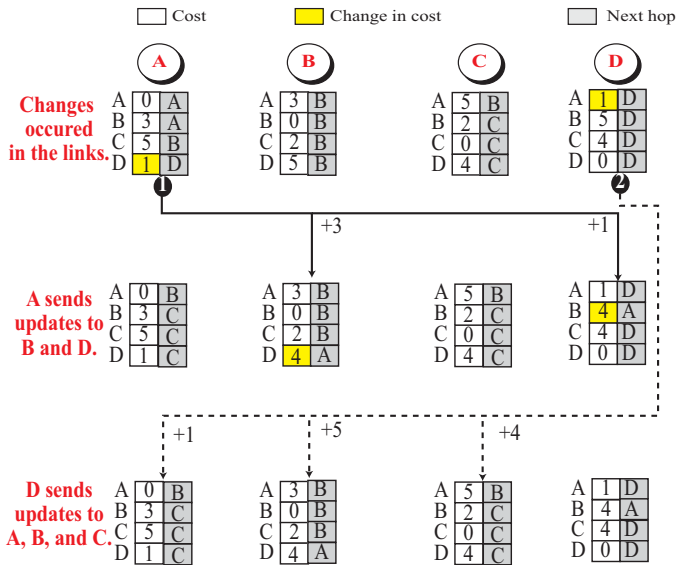 Cost Change in cost Next hop
A B C D
Changes
occured
in the links.
A 0 A
B 3 A
C 5 B
D 1 D
A 3 B
B 0 B
C 2 B
D 5 B
A 5 B
B 2 C
C 0 C
D 4 C
A 1 D
B 5 D
C 4 D
D 0 D
1 2
+3 +1
A sends
updates to
B and D.
A 0 B
B 3 C
C 5 C
D 1 C
A 3 B
B 0 B
C 2 B
D 4 A
A 5 B
B 2 C
C 0 C
D 4 C
A 1 D
B 4 A
C 4 D
D 0 D
+1 +5 +4
D sends
updates to
A, B, and C.
A 0 B
B 3 C
C 5 C
D 1 C
A 3 B
B 0 B
C 2 B
D 4 A
A 5 B
B 2 C
C 0 C
D 4 C
A 1 D
B 4 A
C 4 D
D 0 D